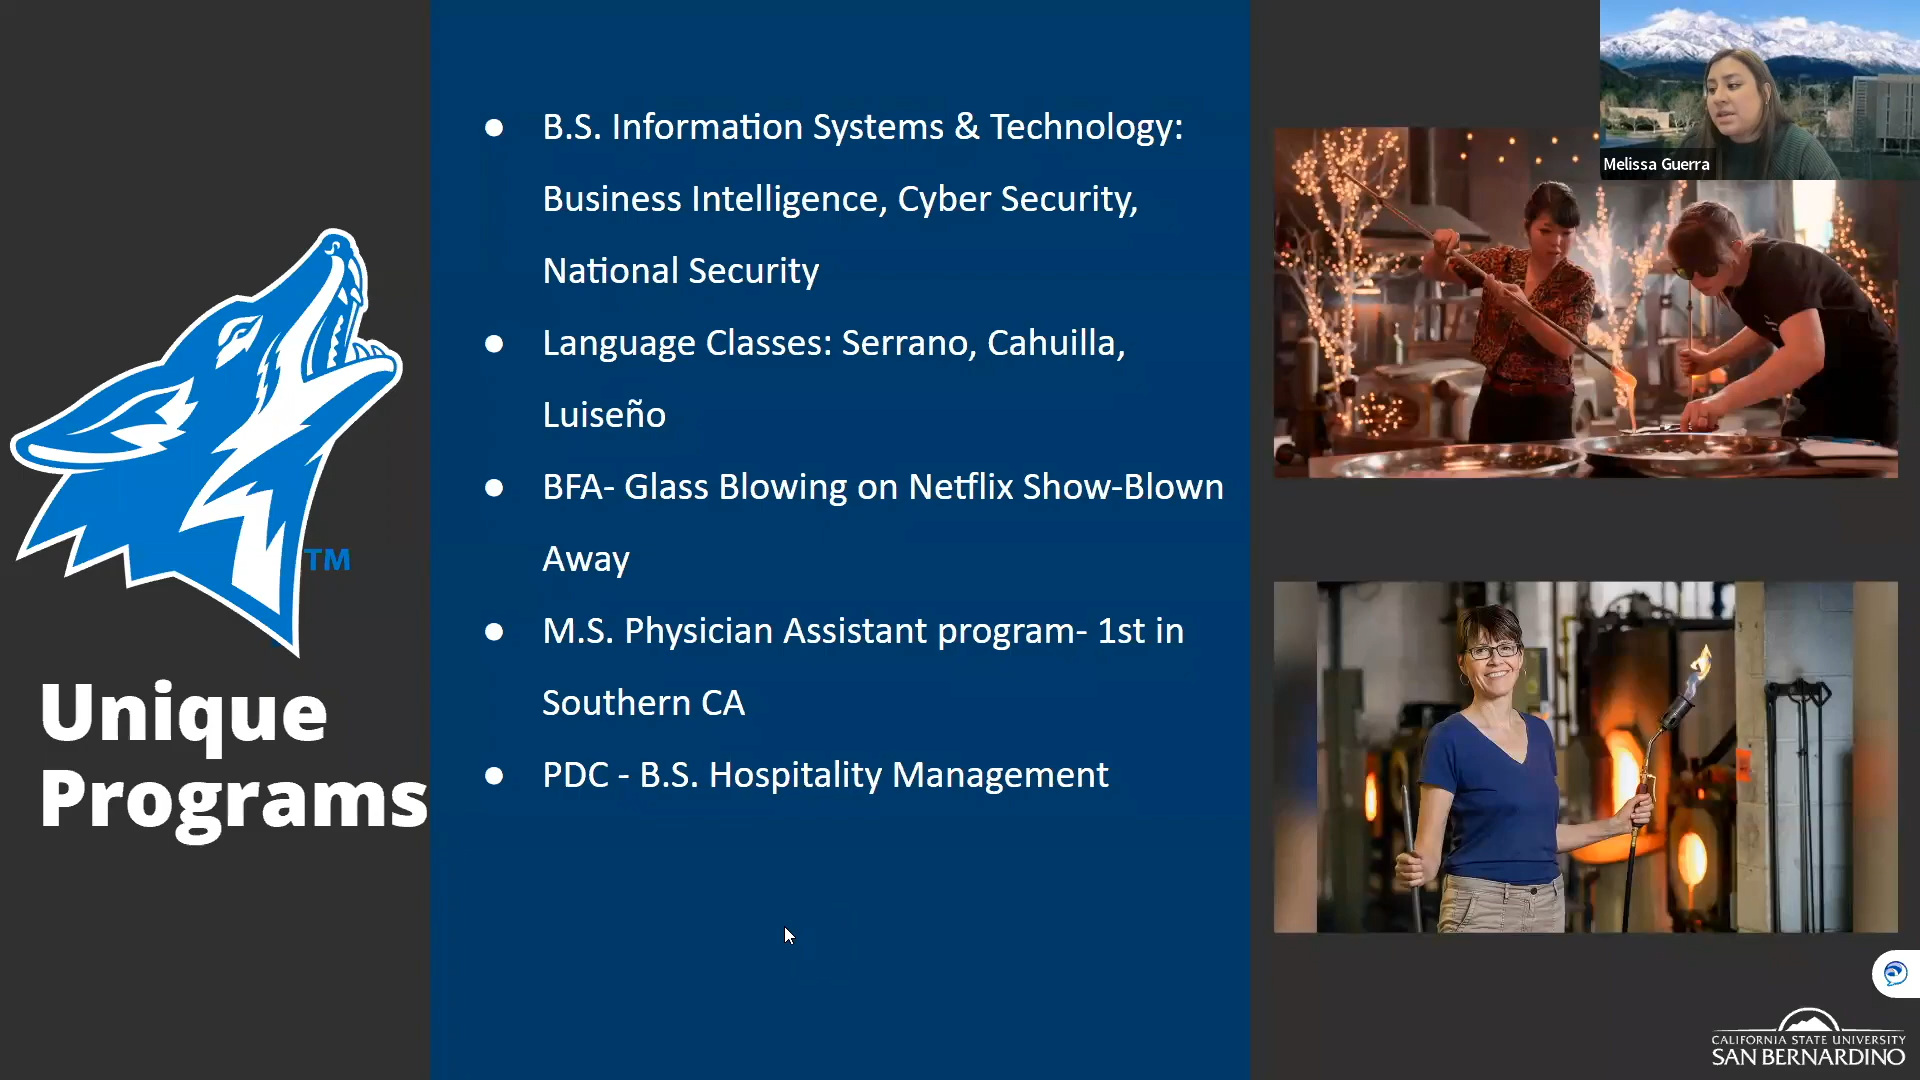 B.S. Information Systems & Technology:
Business Intelligence, Cyber Security,
National Security
Language Classes: Serrano, Cahuilla,
Luiseño
BFA- Glass Blowing on Netflix Show-Blown
Away
M.S. Physician Assistant program- 1st in
Southern CA
PDC - B.S. Hospitality Management
TM
Unique
Programs
Melissa Guerra
CALIFORNIA STATE UNIVERSITY
SAN BERNARDINO